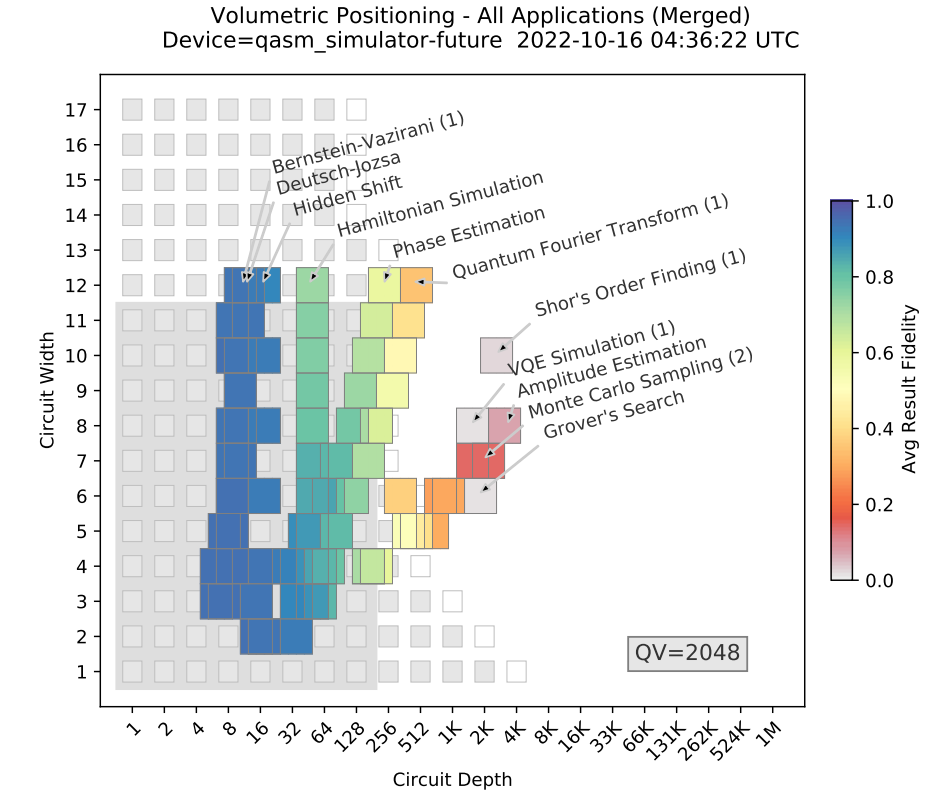 Volumetric Positioning - All Applications (Merged)
Device=qasm_simulator-future  2022-10-16 04:36:22 UTC
17
16
15
14
13
12
11
10
9
8
7
6
5
4
3
2
1
Circuit Width
Bernstein-Vazirani (1)
Deutsch-Jozsa
Hidden Shift
Hamiltonian Simulation
Phase Estimation
Quantum Fourier Transform (1)
Shor's Order Finding (1)
VQE Simulation (1)
Amplitude Estimation
Monte Carlo Sampling (2)
Grover's Search
QV=2048
1 2 4 8 16 32 64 128 256 512 1K 2K 4K 8K 16K 33K 66K 131K 262K 524K 1M
Circuit Depth
1.0
0.8
0.6
0.4
0.2
0.0
Avg Result Fidelity